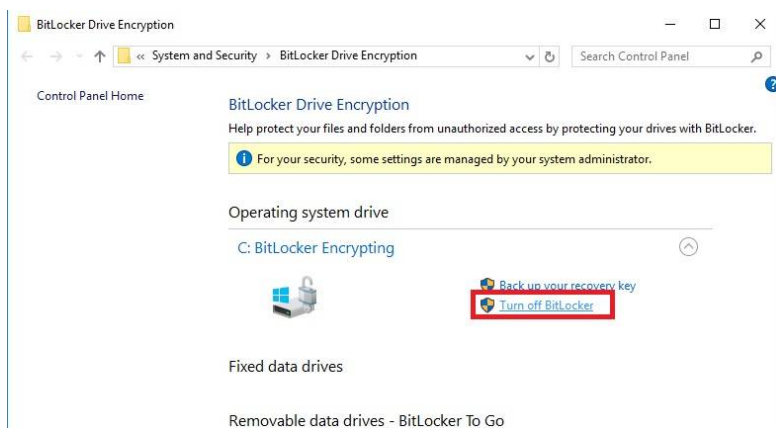 BitLocker Drive Encryption
« System and Security > BitLocker Drive Encryption
Search Control Panel
Control Panel Home
BitLocker Drive Encryption
Help protect your files and folders from unauthorized access by protecting your drives with BitLocker.
For your security, some settings are managed by your system administrator.
Operating system drive
C: BitLocker Encrypting
Back up your recovery key
Turn off BitLocker
Fixed data drives
Removable data drives - BitLocker To Go